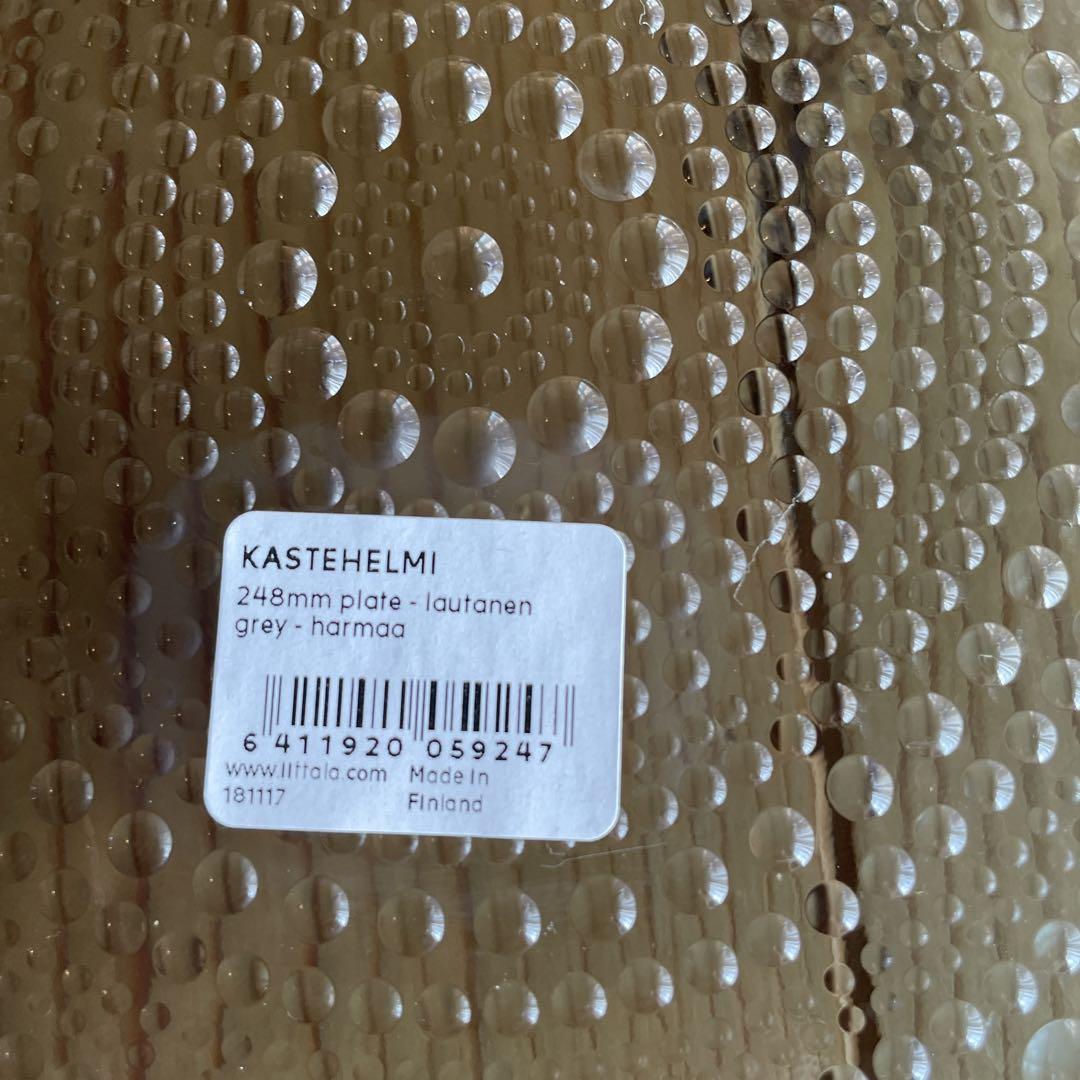 KASTEHELMI
248mm plate - lautanen
grey - harmaa
6 411920 059247
www.iittala.com Made in
181117 Finland